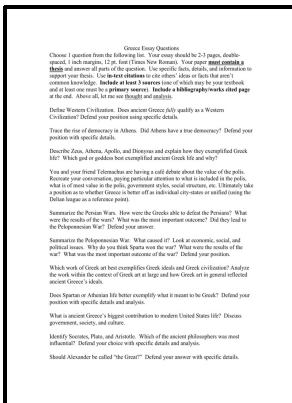 Greece Essay Questions
Choose 1 question from the following list. Your essay should be 2-3 pages, double-
spaced, 1 inch margins, 12 pt. font (Times New Roman). Your paper must contain a
thesis and answer all parts of the question. Use specific facts, details, and information to
support your thesis. Use in-text citations to cite others' ideas or facts that aren't
common knowledge. Include at least 3 sources (one of which may be your textbook
and at least one must be a primary source). Include a bibliography/works cited page
at the end. Above all, let me see thought and analysis.
Define Western Civilization. Does ancient Greece fully qualify as a Western
Civilization? Defend your position using specific details.
Trace the rise of democracy in Athens. Did Athens have a true democracy? Defend your
position with specific details.
Describe Zeus, Athena, Apollo, and Dionysus and explain how they exemplified Greek
life. Which god or goddess best exemplified ancient Greek life and why?
You and your friend Telemachus are having a café debate about the value of the polis.
Recreate your conversation, paying particular attention to what is included in the polis,
what is of most value in the polis, government styles, social structure, etc. Ultimately take
a position as to whether Greece is better off as individual city-states or unified (using the
Delian league as a reference point).
Summarize the Persian Wars. How were the Greeks able to defeat the Persians? What
were the results of the wars? What was the most important outcome? Did they lead to
the Peloponnesian War? Defend your answer.
Summarize the Peloponnesian War. What caused it? Look at economic, social, and
political issues. Why do you think Sparta won the war? What were the results of the
war? What was the most important outcome of the war? Defend your position.
Which work of Greek art best exemplifies Greek ideals and Greek civilization? Analyze
the work within the context of Greek art at large and how Greek art in general reflected
ancient Greece's ideals.
Does Spartan or Athenian life better exemplify what it meant to be Greek? Defend your
position with specific details and analysis.
What is ancient Greece's biggest contribution to modern United States life? Discuss
government, society, and culture.
Identify Socrates, Plato, and Aristotle. Which of the ancient philosophers was most
influential? Defend your choice with specific details and analysis.
Should Alexander be called "the Great?" Defend your answer with specific details.